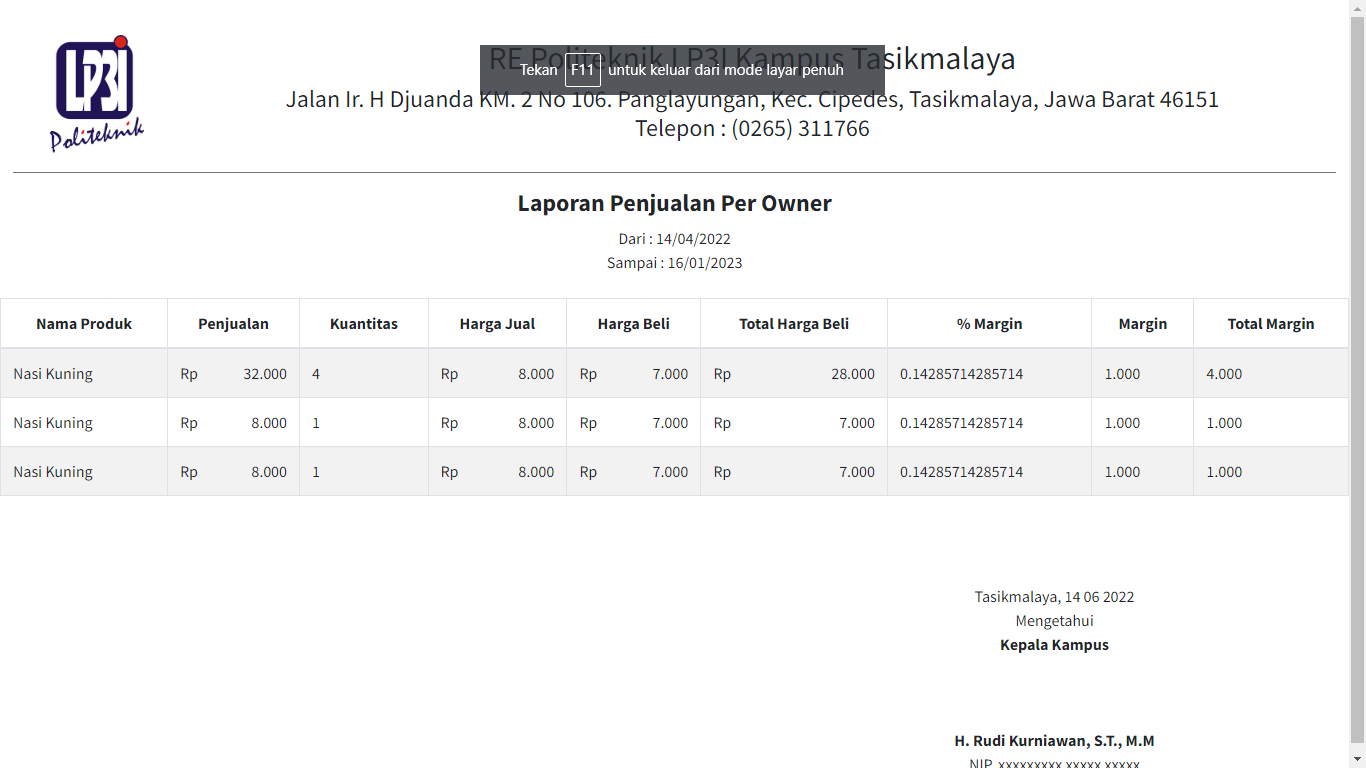 LP3I
Politeknik
RE Politeknik LP3I Kampus Tasikmalaya
Tekan F11 untuk keluar dari mode layar penuh
Jalan Ir. H Djuanda KM. 2 No 106. Panglayungan, Kec. Cipedes, Tasikmalaya, Jawa Barat 46151
Telepon : (0265) 311766
Laporan Penjualan Per Owner
Dari : 14/04/2022
Sampai : 16/01/2023
Nama Produk Penjualan Kuantitas Harga Jual Harga Beli Total Harga Beli % Margin Margin Total Margin
Nasi Kuning Rp 32.000 4 Rp 8.000 Rp 7.000 Rp 28.000 0.14285714285714 1.000 4.000
Nasi Kuning Rp 8.000 1 Rp 8.000 Rp 7.000 Rp 7.000 0.14285714285714 1.000 1.000
Nasi Kuning Rp 8.000 1 Rp 8.000 Rp 7.000 Rp 7.000 0.14285714285714 1.000 1.000
Tasikmalaya, 14 06 2022
Mengetahui
Kepala Kampus
H. Rudi Kurniawan, S.T., M.M
NIP. xxxxxxxxx xxxxx xxxxx